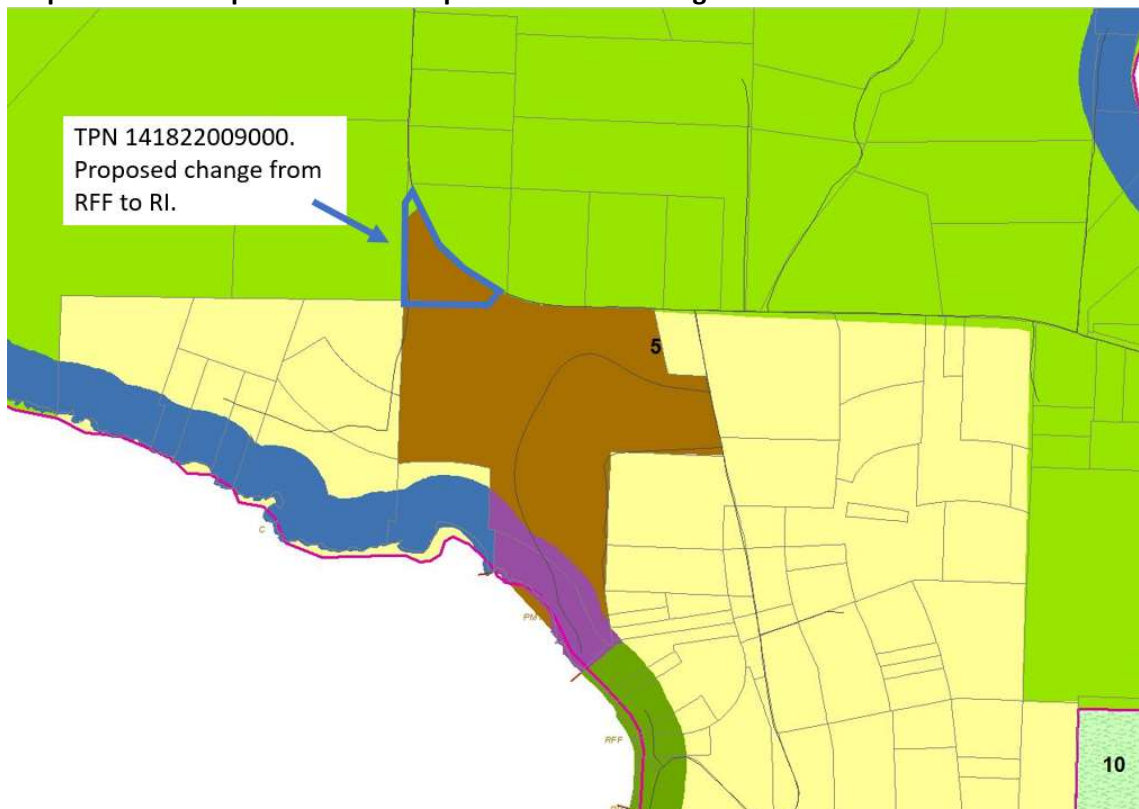 TPN 141822009000.
Proposed change from
RFF to RI.
5
C
RFF
10